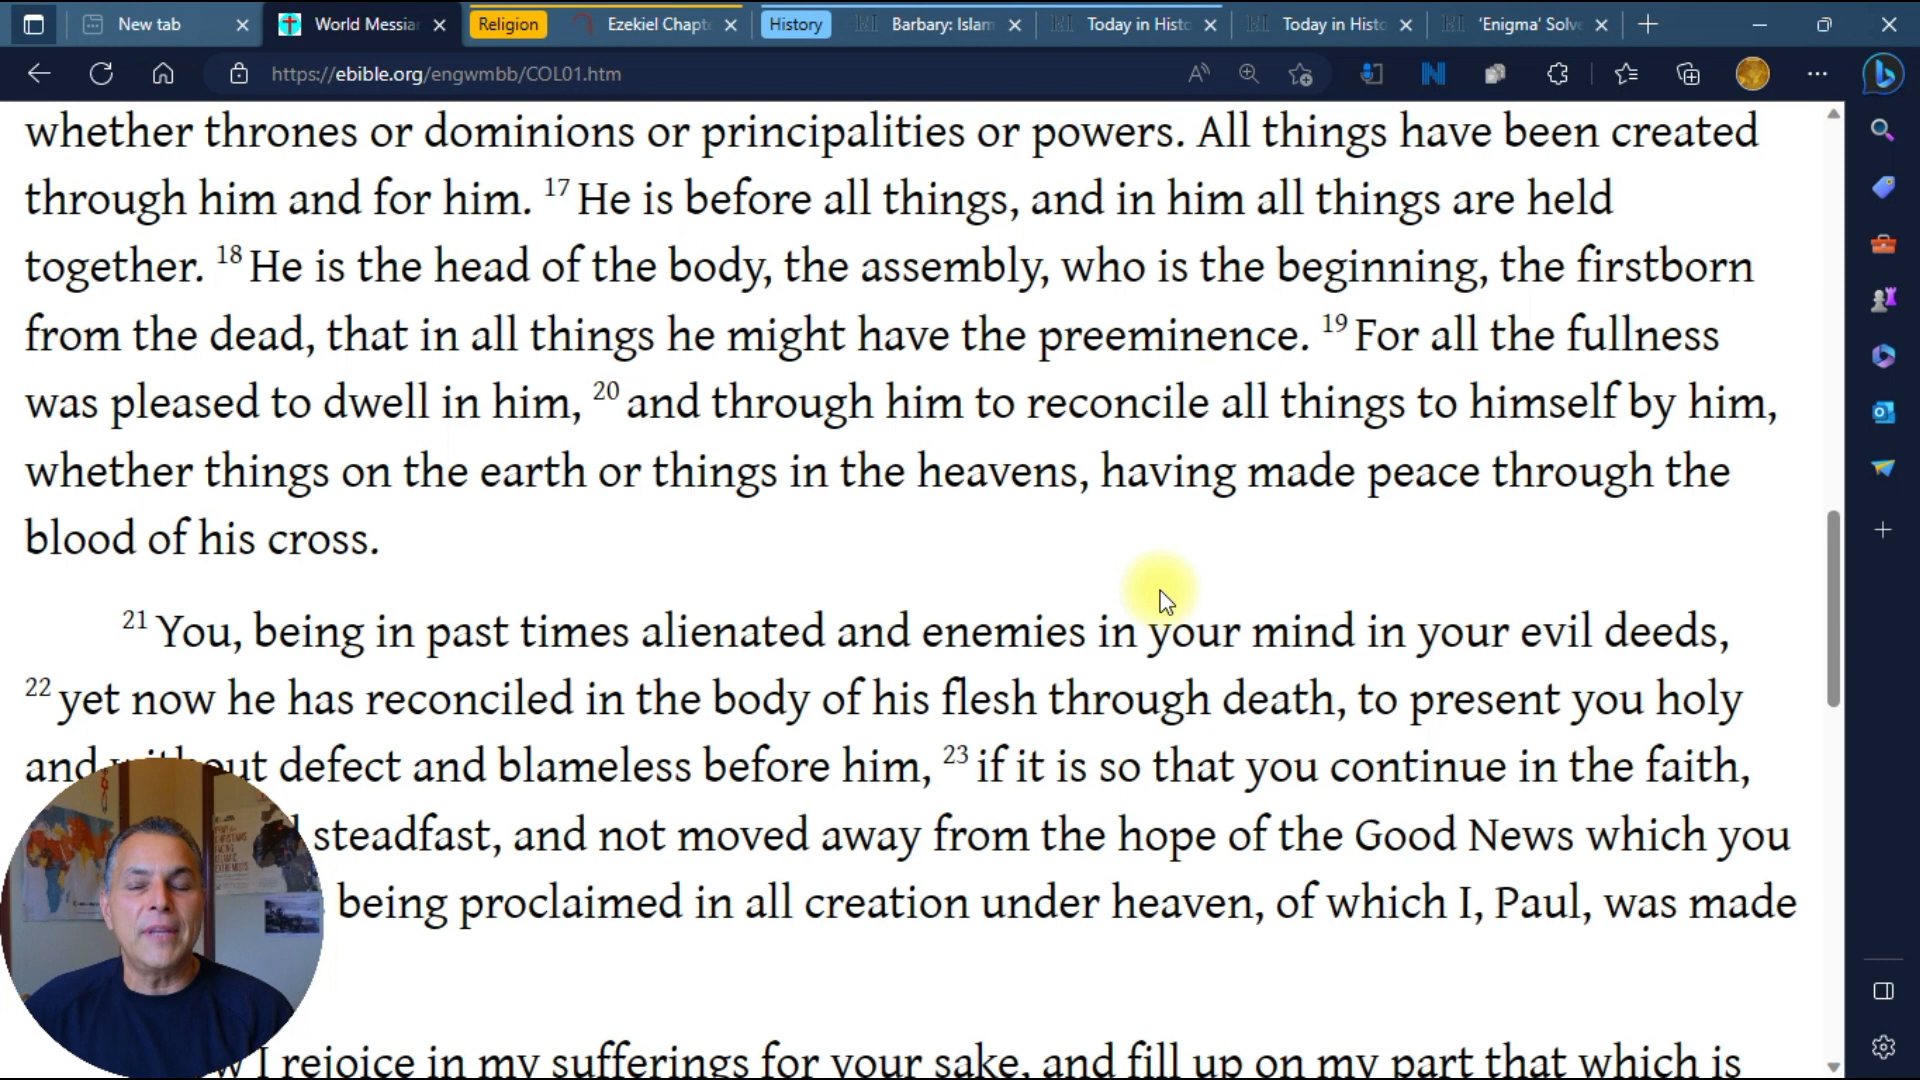 New tab
World Messia
Religion
Ezekiel Chapt
History
Barbary: Islam
Today in Histo
Today in Histo
'Enigma' Solv
https://ebible.org/engwmbb/COL01.htm
whether thrones or dominions or principalities or powers. All things have been created
through him and for him. 17 He is before all things, and in him all things are held
together. 18 He is the head of the body, the assembly, who is the beginning, the firstborn
from the dead, that in all things he might have the preeminence. 19 For all the fullness
was pleased to dwell in him, 20 and through him to reconcile all things to himself by him,
whether things on the earth or things in the heavens, having made peace through the
blood of his cross.
21 You, being in past times alienated and enemies in your mind in your evil deeds,
22 yet now he has reconciled in the body of his flesh through death, to present you holy
and without defect and blameless before him, 23 if it is so that you continue in the faith,
steadfast, and not moved away from the hope of the Good News which you
being proclaimed in all creation under heaven, of which I, Paul, was made
I rejoice in my sufferings for your sake, and fill up on my part that which is